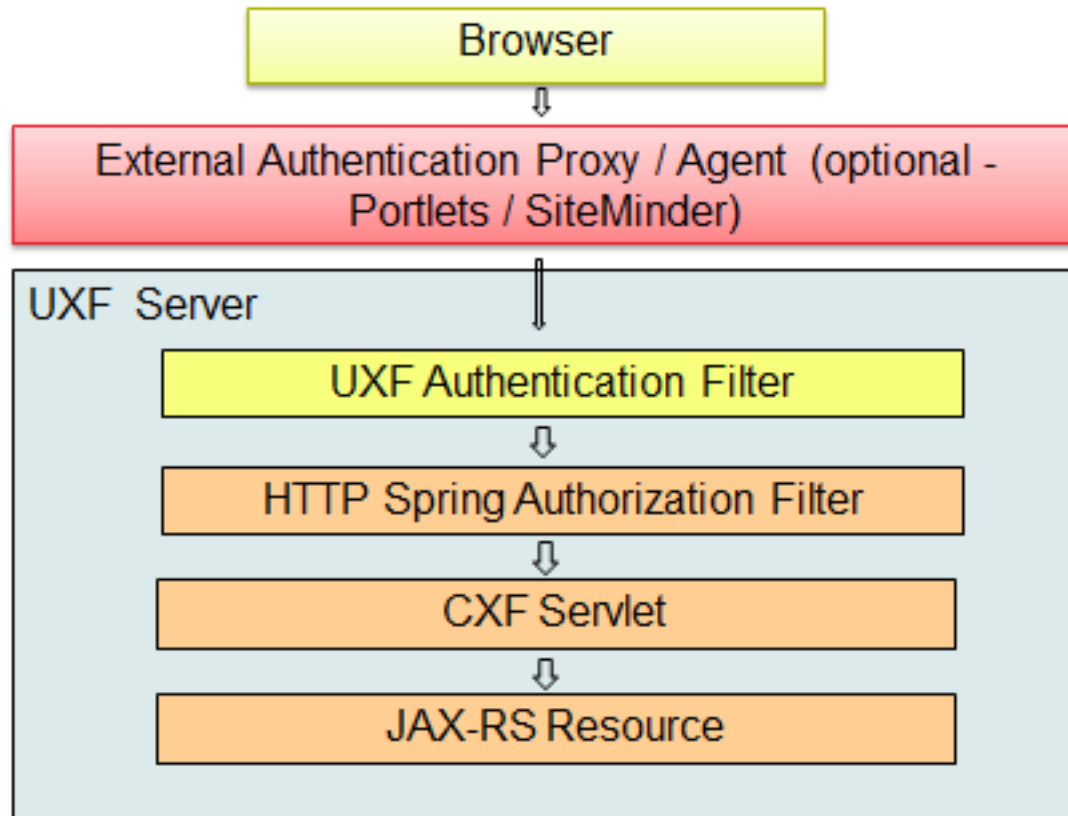 Browser
External Authentication Proxy / Agent (optional -
Portlets / SiteMinder)
UXF Server
UXF Authentication Filter
HTTP Spring Authorization Filter
CXF Servlet
JAX-RS Resource